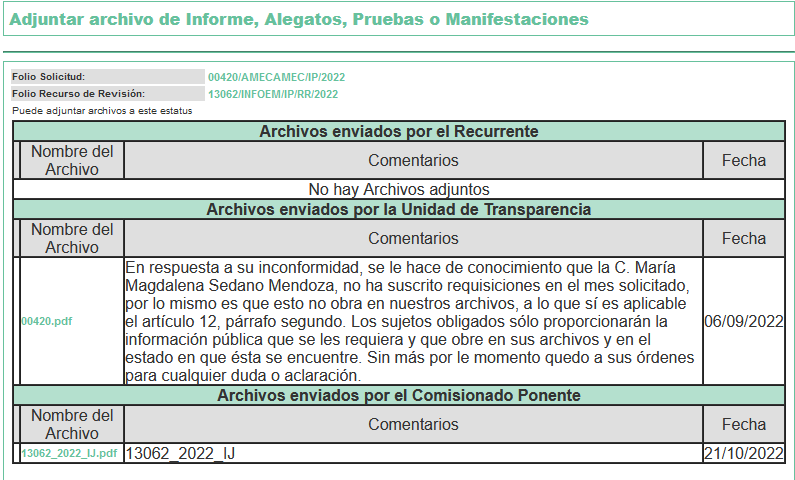 Adjuntar archivo de Informe, Alegatos, Pruebas o Manifestaciones
Folio Solicitud: 00420/AMECAMEC/IP/2022
Folio Recurso de Revisión: 13062/INFOEM/IP/RR/2022
Puede adjuntar archivos a este estatus
Archivos enviados por el Recurrente
Nombre del Archivo Comentarios Fecha
No hay Archivos adjuntos
Archivos enviados por la Unidad de Transparencia
Nombre del Archivo Comentarios Fecha
00420.pdf
En respuesta a su inconformidad, se le hace de conocimiento que la C. María
Magdalena Sedano Mendoza, no ha suscrito requisiciones en el mes solicitado,
por lo mismo es que esto no obra en nuestros archivos, a lo que sí es aplicable
el artículo 12, párrafo segundo. Los sujetos obligados sólo proporcionarán la
información pública que se les requiera y que obre en sus archivos y en el
estado en que ésta se encuentre. Sin más por le momento quedo a sus órdenes
para cualquier duda o aclaración.
06/09/2022
Archivos enviados por el Comisionado Ponente
Nombre del Archivo Comentarios Fecha
13062_2022_IJ.pdf 13062_2022_IJ 21/10/2022